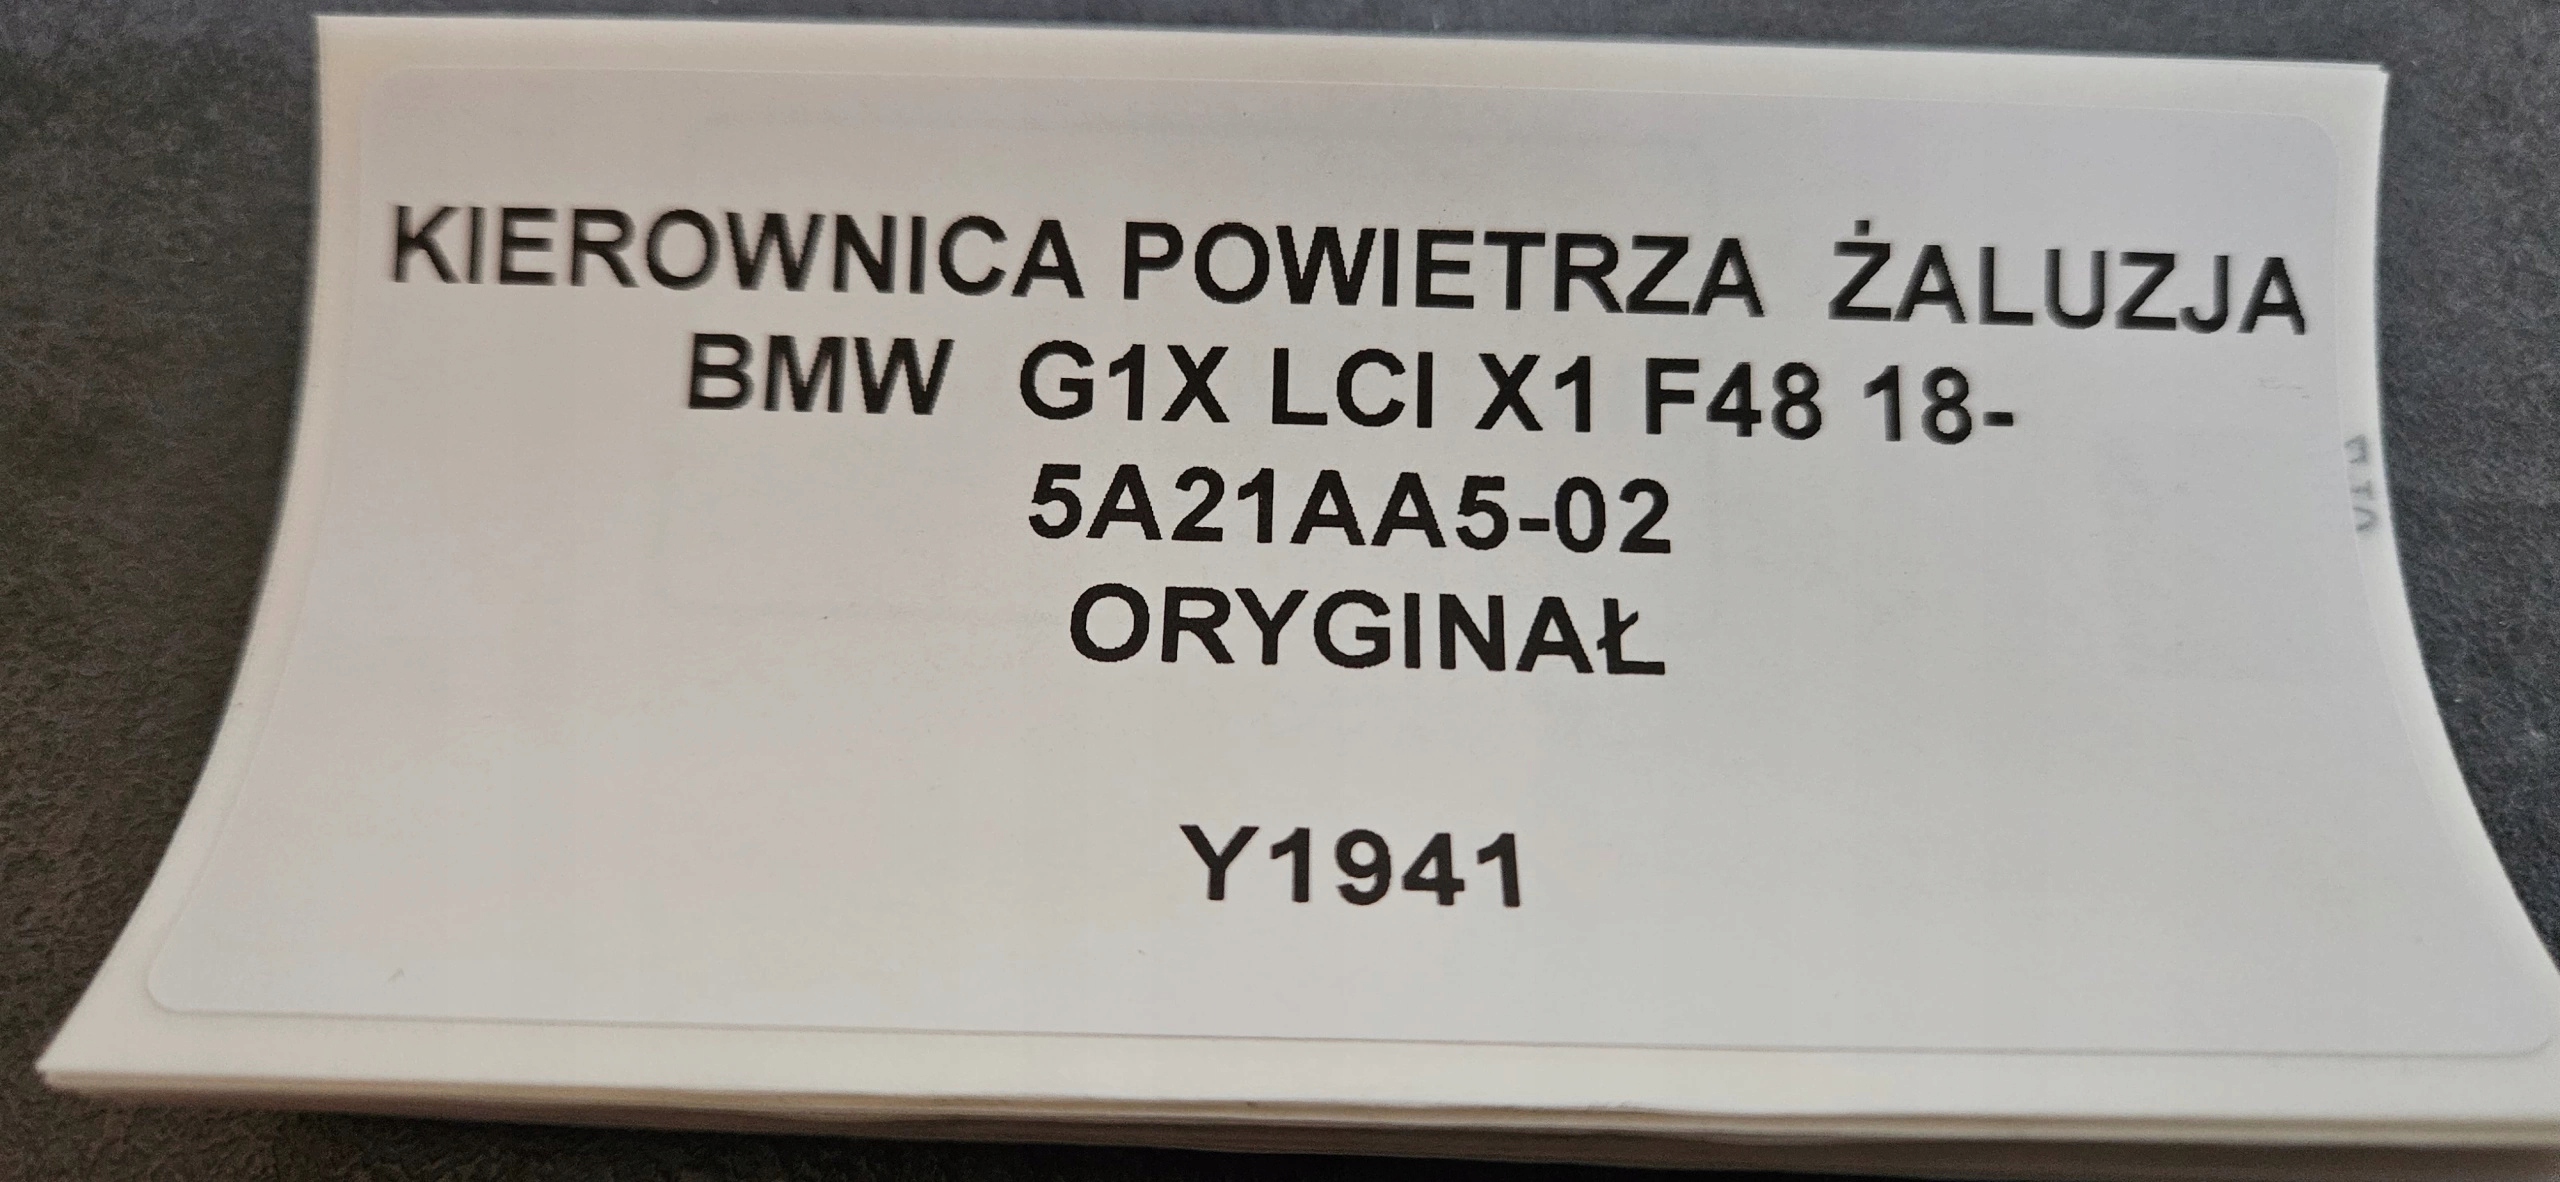 KIEROWNICA POWIETRZA ŻALUZJA
BMW G1X LCI X1 F48 18-
5A21AA5-02
ORYGINAŁ
Y1941